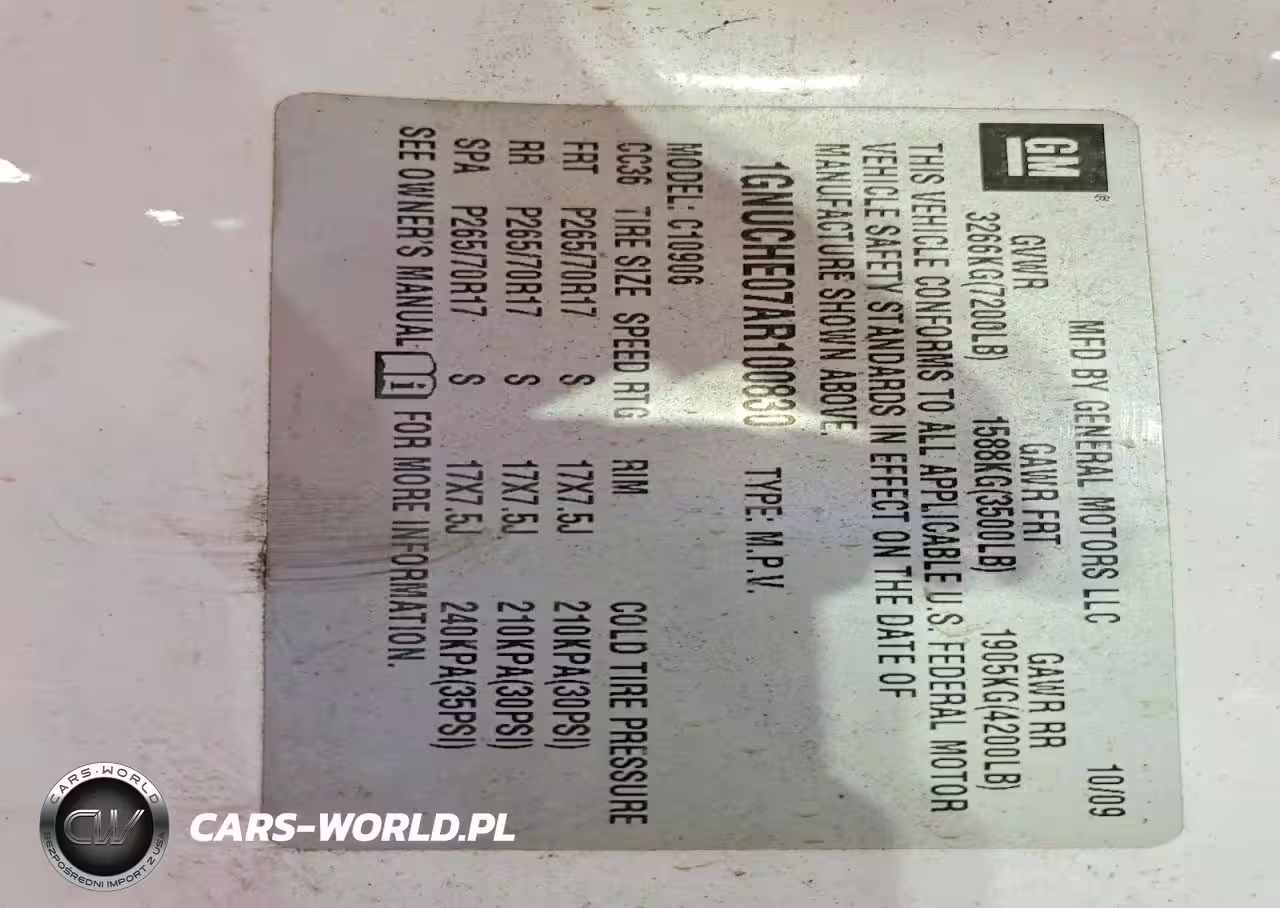 GM®
MFD BY GENERAL MOTORS LLC 10/09
GVWR GAWR FRT GAWR RR
3266KG(7200LB) 1588KG(3500LB) 1905KG(4200LB)
THIS VEHICLE CONFORMS TO ALL APPLICABLE U.S. FEDERAL MOTOR
VEHICLE SAFETY STANDARDS IN EFFECT ON THE DATE OF
MANUFACTURE SHOWN ABOVE.
1GNUCHE07AR100830 TYPE: M.P.V.
MODEL: C10906
CC36 TIRE SIZE SPEED RTG RIM COLD TIRE PRESSURE
FRT P265/70R17 S 17X7.5J 210KPA(30PSI)
RR P265/70R17 S 17X7.5J 210KPA(30PSI)
SPA P265/70R17 S 17X7.5J 240KPA(35PSI)
SEE OWNER'S MANUAL i FOR MORE INFORMATION.
CARS-WORLD
CW
BEZPOŚREDNI IMPORT Z USA
CARS-WORLD.PL